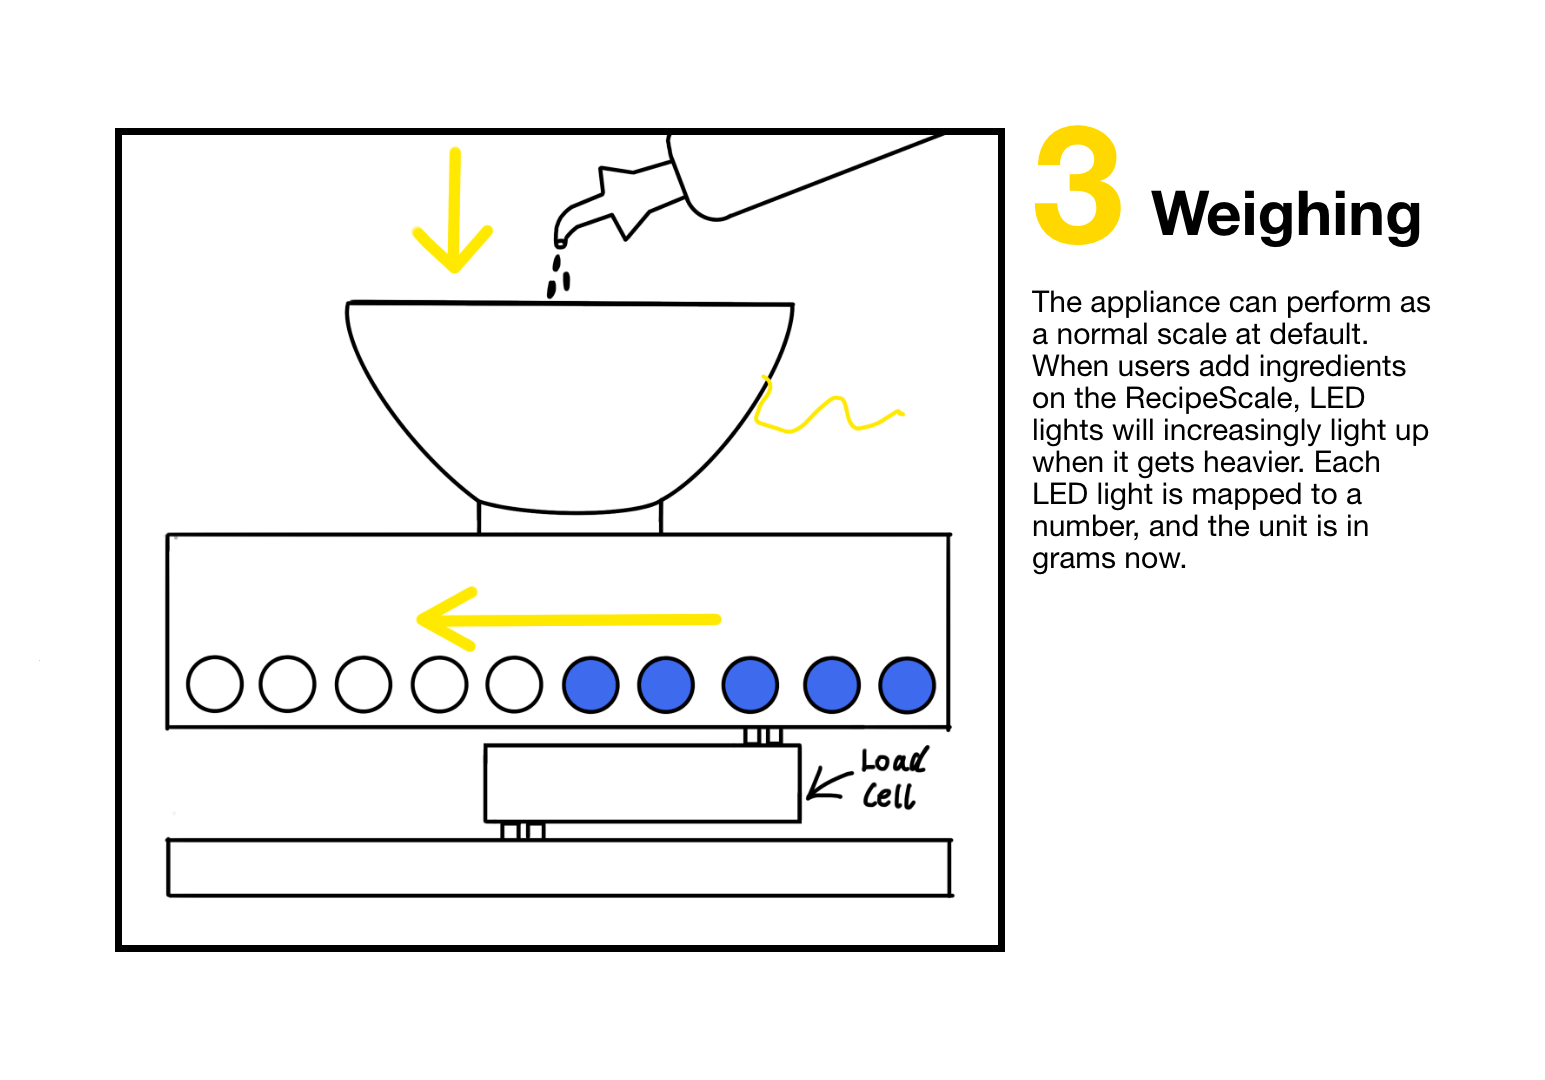 3 Weighing
The appliance can perform as
a normal scale at default.
When users add ingredients
on the RecipeScale, LED
lights will increasingly light up
when it gets heavier. Each
LED light is mapped to a
number, and the unit is in
grams now.
Load
Cell